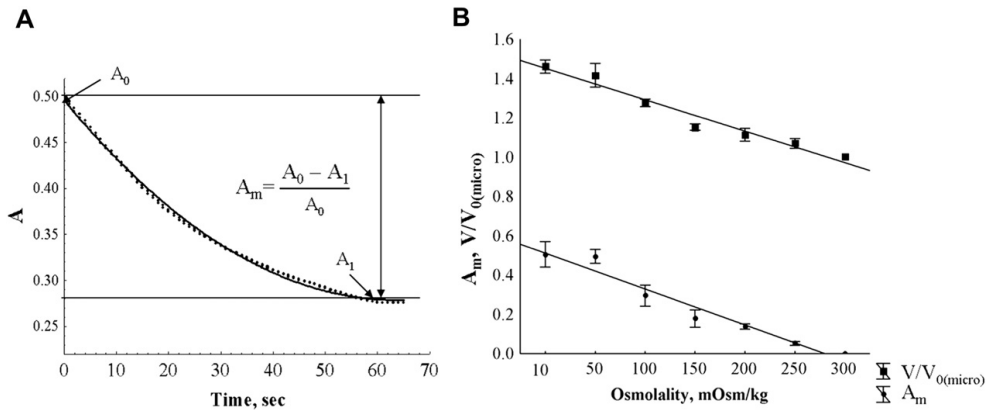 A
A₀
0.50
0.45
0.40
0.35
0.30
0.25
A
Aₘ= (A₀ – A₁) / A₀
A₁
0 10 20 30 40 50 60 70 80
Time, sec
B
1.6
1.4
1.2
1.0
0.8
0.6
0.4
0.2
0.0
Aₘ, V/V₀(micro)
10 50 100 150 200 250 300
Osmolality, mOsm/kg
V/V₀(micro)
Aₘ